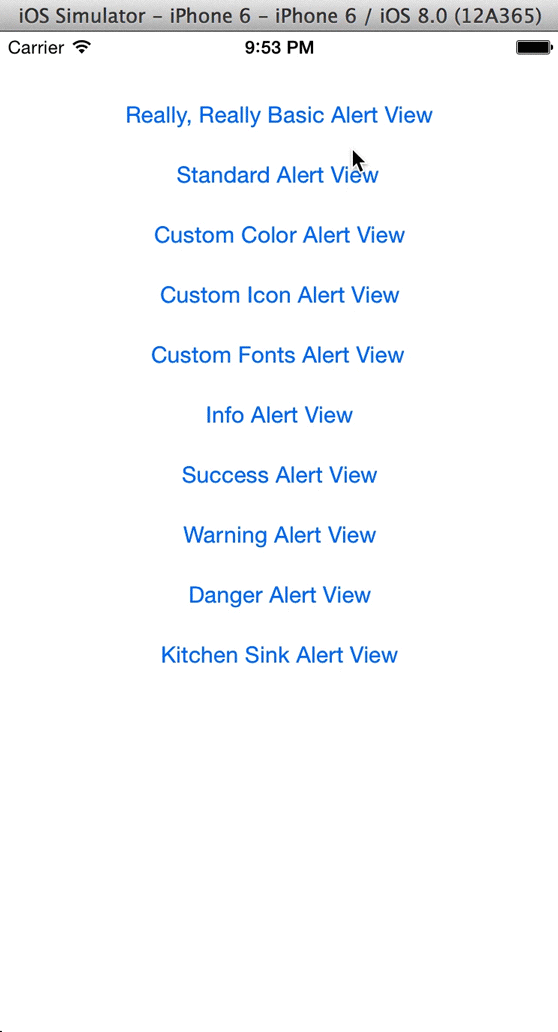 iOS Simulator – iPhone 6 – iPhone 6 / iOS 8.0 (12A365)
Carrier 9:53 PM
Really, Really Basic Alert View
Standard Alert View
Custom Color Alert View
Custom Icon Alert View
Custom Fonts Alert View
Info Alert View
Success Alert View
Warning Alert View
Danger Alert View
Kitchen Sink Alert View